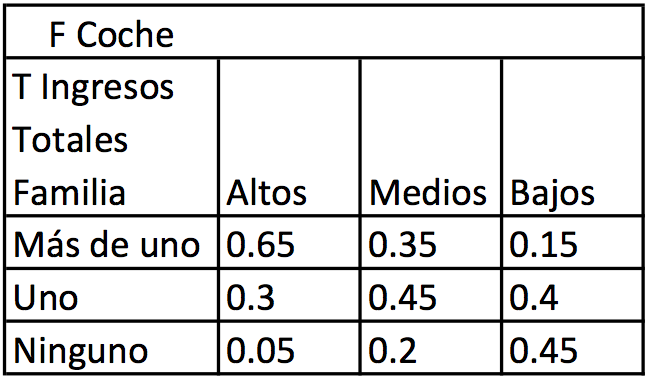 F Coche
T Ingresos
Totales
Familia Altos Medios Bajos
Más de uno 0.65 0.35 0.15
Uno 0.3 0.45 0.4
Ninguno 0.05 0.2 0.45